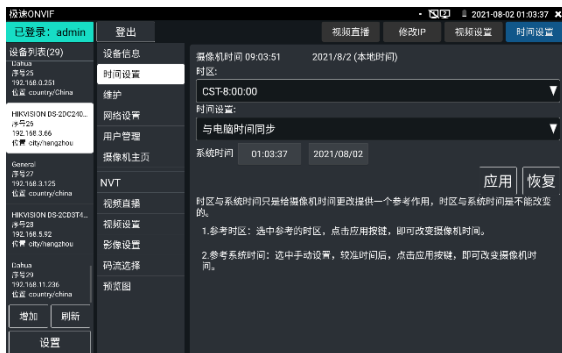 极速ONVIF
2021-08-02 01:03:37
已登录: admin
登出
视频直播
修改IP
视频设置
时间设置
设备列表(29)
Dahua
序号25
192.168.0.251
位置 country/China
HIKVISION DS-2DC240...
序号26
192.168.3.66
位置 city/hangzhou
General
序号27
192.168.3.125
位置 country/china
HIKVISION DS-2CD3T4...
序号28
192.168.5.92
位置 city/hangzhou
Dahua
序号29
192.168.11.236
位置 country/china
增加
刷新
设置
设备信息
时间设置
维护
网络设置
用户管理
摄像机主页
NVT
视频直播
视频设置
影像设置
码流选择
预览图
摄像机时间 09:03:51
2021/8/2 (本地时间)
时区:
CST-8:00:00
时间设置:
与电脑时间同步
系统时间
01:03:37
2021/08/02
应用
恢复
时区与系统时间只是给摄像机时间更改提供一个参考作用，时区与系统时间是不能改变
的。
1.参考时区：选中参考的时区，点击应用按钮，即可改变摄像机时间。
2.参考系统时间：选中手动设置，较准时间后，点击应用按键，即可改变摄像机时
间。